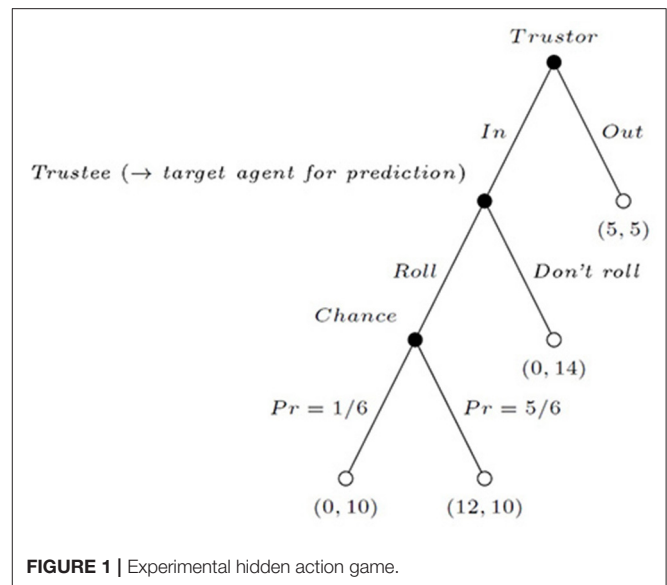 Trustor
In
Out
Trustee (→ target agent for prediction)
(5, 5)
Roll
Don't roll
Chance
(0, 14)
Pr = 1/6
Pr = 5/6
(0, 10)
(12, 10)
FIGURE 1 | Experimental hidden action game.